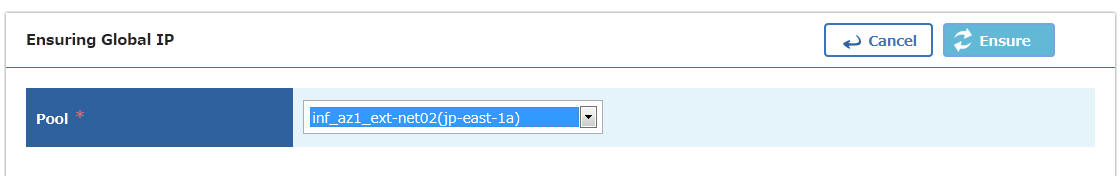 Ensuring Global IP
Cancel
Ensure
Pool *
inf_az1_ext-net02(jp-east-1a)